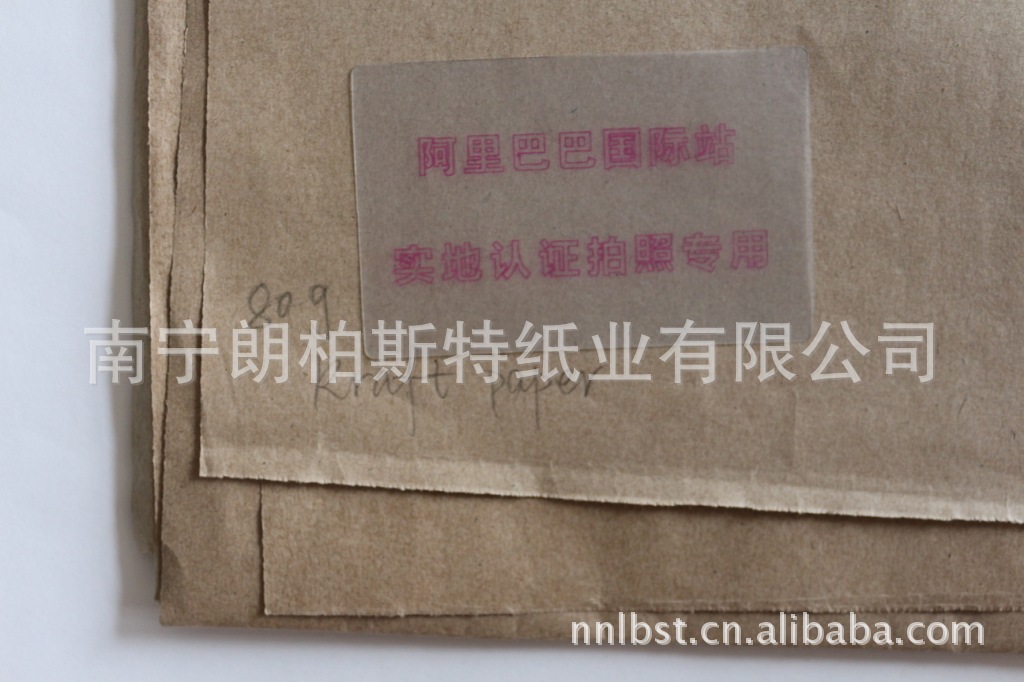 阿里巴巴国际站
实地认证拍照专用
80g
南宁朗柏斯特纸业有限公司
kraft paper
nnlbst.cn.alibaba.com